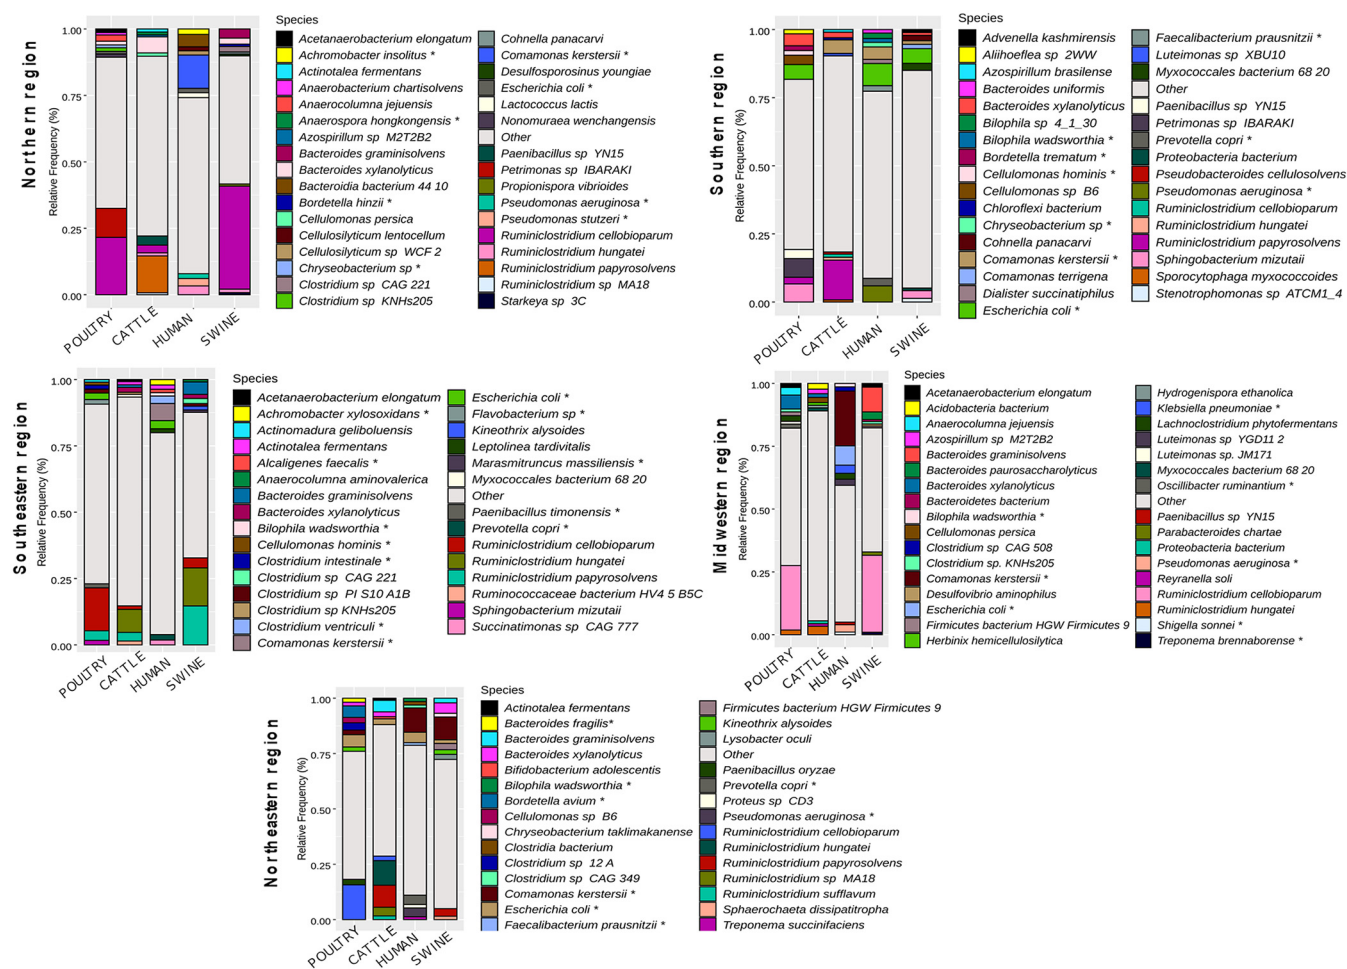 Northern region
Relative Frequency (%)
1.00
0.75
0.50
0.25
0.00
POULTRY
CATTLE
HUMAN
SWINE
Species
Acetanaerobacterium elongatum
Achromobacter insolitus *
Actinotalea fermentans
Anaerobacterium chartisolvens
Anaerocolumna jejuensis
Anaerospora hongkongensis *
Azospirillum sp M2T2B2
Bacteroides graminisolvens
Bacteroides xylanolyticus
Bacteroidia bacterium 44 10
Bordetella hinzii *
Cellulomonas persica
Cellulosilyticum lentocellum
Cellulosilyticum sp WCF 2
Chryseobacterium sp *
Clostridium sp CAG 221
Clostridium sp KNHs205
Cohnella panacarvi
Comamonas kerstersii *
Desulfosporosinus youngiae
Escherichia coli *
Lactococcus lactis
Nonomuraea wenchangensis
Other
Paenibacillus sp YN15
Petrimonas sp IBARAKI
Propionispora vibrioides
Pseudomonas aeruginosa *
Pseudomonas stutzeri *
Ruminiclostridium cellobioparum
Ruminiclostridium hungatei
Ruminiclostridium papyrosolvens
Ruminiclostridium sp MA18
Starkeya sp 3C
Southern region
Relative Frequency (%)
1.00
0.75
0.50
0.25
0.00
POULTRY
CATTLE
HUMAN
SWINE
Species
Advenella kashmirensis
Aliihoeflea sp 2WW
Azospirillum brasilense
Bacteroides uniformis
Bacteroides xylanolyticus
Bilophila sp 4_1_30
Bilophila wadsworthia *
Bordetella trematum *
Cellulomonas hominis *
Cellulomonas sp B6
Chloroflexi bacterium
Chryseobacterium sp *
Cohnella panacarvi
Comamonas kerstersii *
Comamonas terrigena
Dialister succinatiphilus
Escherichia coli *
Faecalibacterium prausnitzii *
Luteimonas sp XBU10
Myxococcales bacterium 68 20
Other
Paenibacillus sp YN15
Petrimonas sp IBARAKI
Prevotella copri *
Proteobacteria bacterium
Pseudobacteroides cellulosolvens
Pseudomonas aeruginosa *
Ruminiclostridium cellobioparum
Ruminiclostridium hungatei
Ruminiclostridium papyrosolvens
Sphingobacterium mizutaii
Sporocytophaga myxococcoides
Stenotrophomonas sp ATCM1_4
Southeastern region
Relative Frequency (%)
1.00
0.75
0.50
0.25
0.00
POULTRY
CATTLE
HUMAN
SWINE
Species
Acetanaerobacterium elongatum
Achromobacter xylosoxidans *
Actinomadura geliboluensis
Actinotalea fermentans
Alcaligenes faecalis *
Anaerocolumna aminovalerica
Bacteroides graminisolvens
Bacteroides xylanolyticus
Bilophila wadsworthia *
Cellulomonas hominis *
Clostridium intestinale *
Clostridium sp CAG 221
Clostridium sp PI S10 A1B
Clostridium sp KNHs205
Clostridium ventriculi *
Comamonas kerstersii *
Escherichia coli *
Flavobacterium sp *
Kineothrix alysoides
Leptolinea tardivitalis
Marasmitruncus massiliensis *
Myxococcales bacterium 68 20
Other
Paenibacillus timonensis *
Prevotella copri *
Ruminiclostridium cellobioparum
Ruminiclostridium hungatei
Ruminiclostridium papyrosolvens
Ruminococcaceae bacterium HV4 5 B5C
Sphingobacterium mizutaii
Succinatimonas sp CAG 777
Midwestern region
Relative Frequency (%)
1.00
0.75
0.50
0.25
0.00
POULTRY
CATTLE
HUMAN
SWINE
Species
Acetanaerobacterium elongatum
Acidobacteria bacterium
Anaerocolumna jejuensis
Azospirillum sp M2T2B2
Bacteroides graminisolvens
Bacteroides paurosaccharolyticus
Bacteroides xylanolyticus
Bacteroidetes bacterium
Bilophila wadsworthia *
Cellulomonas persica
Clostridium sp CAG 508
Clostridium sp. KNHs205
Comamonas kerstersii *
Desulfovibrio aminophilus
Escherichia coli *
Firmicutes bacterium HGW Firmicutes 9
Herbinix hemicellulosilytica
Hydrogenispora ethanolica
Klebsiella pneumoniae *
Lachnoclostridium phytofermentans
Luteimonas sp YGD11 2
Luteimonas sp. JM171
Myxococcales bacterium 68 20
Oscillibacter ruminantium *
Other
Paenibacillus sp YN15
Parabacteroides chartae
Proteobacteria bacterium
Pseudomonas aeruginosa *
Reyranella soli
Ruminiclostridium cellobioparum
Ruminiclostridium hungatei
Shigella sonnei *
Treponema brennaborense *
Northeastern region
Relative Frequency (%)
1.00
0.75
0.50
0.25
0.00
POULTRY
CATTLE
HUMAN
SWINE
Species
Actinotalea fermentans
Bacteroides fragilis*
Bacteroides graminisolvens
Bacteroides xylanolyticus
Bifidobacterium adolescentis
Bilophila wadsworthia *
Bordetella avium *
Cellulomonas sp B6
Chryseobacterium taklimakanense
Clostridia bacterium
Clostridium sp 12 A
Clostridium sp CAG 349
Comamonas kerstersii *
Escherichia coli *
Faecalibacterium prausnitzii *
Firmicutes bacterium HGW Firmicutes 9
Kineothrix alysoides
Lysobacter oculi
Other
Paenibacillus oryzae
Prevotella copri *
Proteus sp CD3
Pseudomonas aeruginosa *
Ruminiclostridium cellobioparum
Ruminiclostridium hungatei
Ruminiclostridium papyrosolvens
Ruminiclostridium sp MA18
Ruminiclostridium sufflavum
Sphaerochaeta dissipatitropha
Treponema succinifaciens